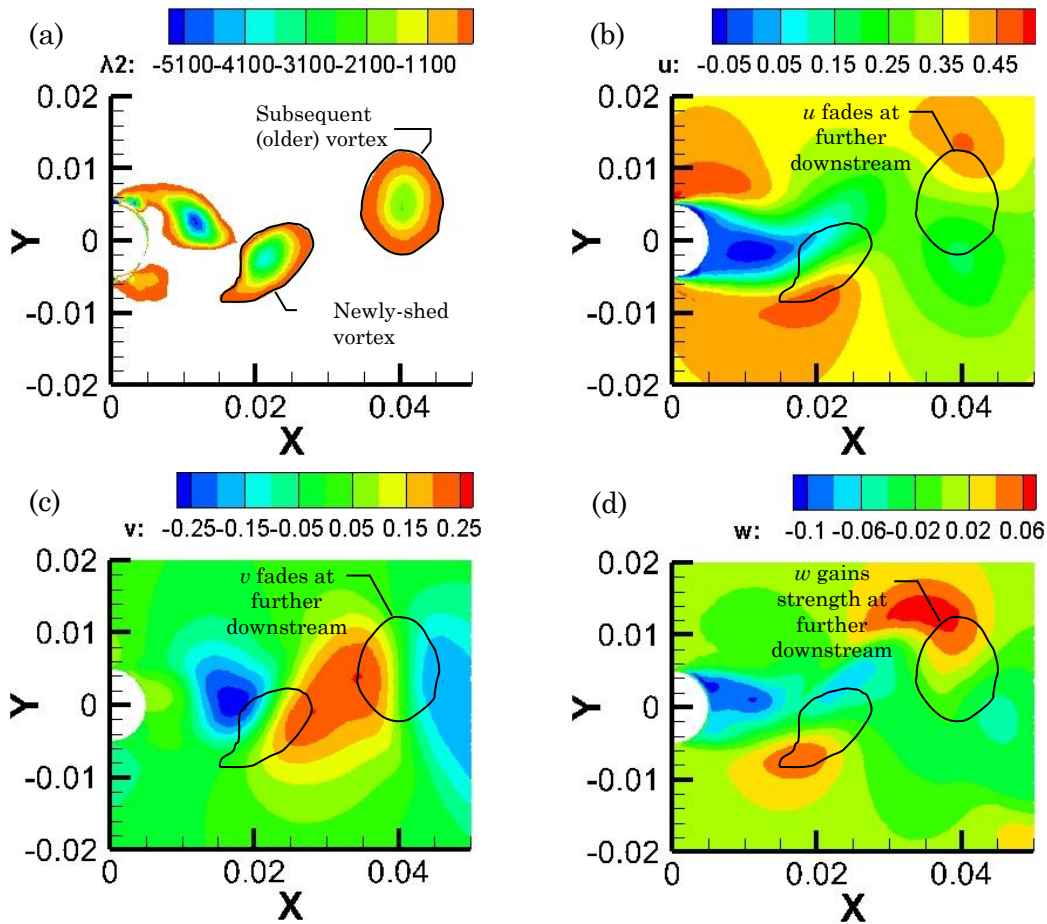 (a)
λ2: -5100-4100-3100-2100-1100
0.02
0.01
0
-0.01
-0.02
Y
Subsequent
(older) vortex
Newly-shed
vortex
0 0.02 0.04
X
(b)
u: -0.05 0.05 0.15 0.25 0.35 0.45
0.02
0.01
0
-0.01
-0.02
Y
u fades at
further
downstream
0 0.02 0.04
X
(c)
v: -0.25-0.15-0.05 0.05 0.15 0.25
0.02
0.01
0
-0.01
-0.02
Y
v fades at
further
downstream
0 0.02 0.04
X
(d)
w: -0.1 -0.06 -0.02 0.02 0.06
0.02
0.01
0
-0.01
-0.02
Y
w gains
strength at
further
downstream
0 0.02 0.04
X